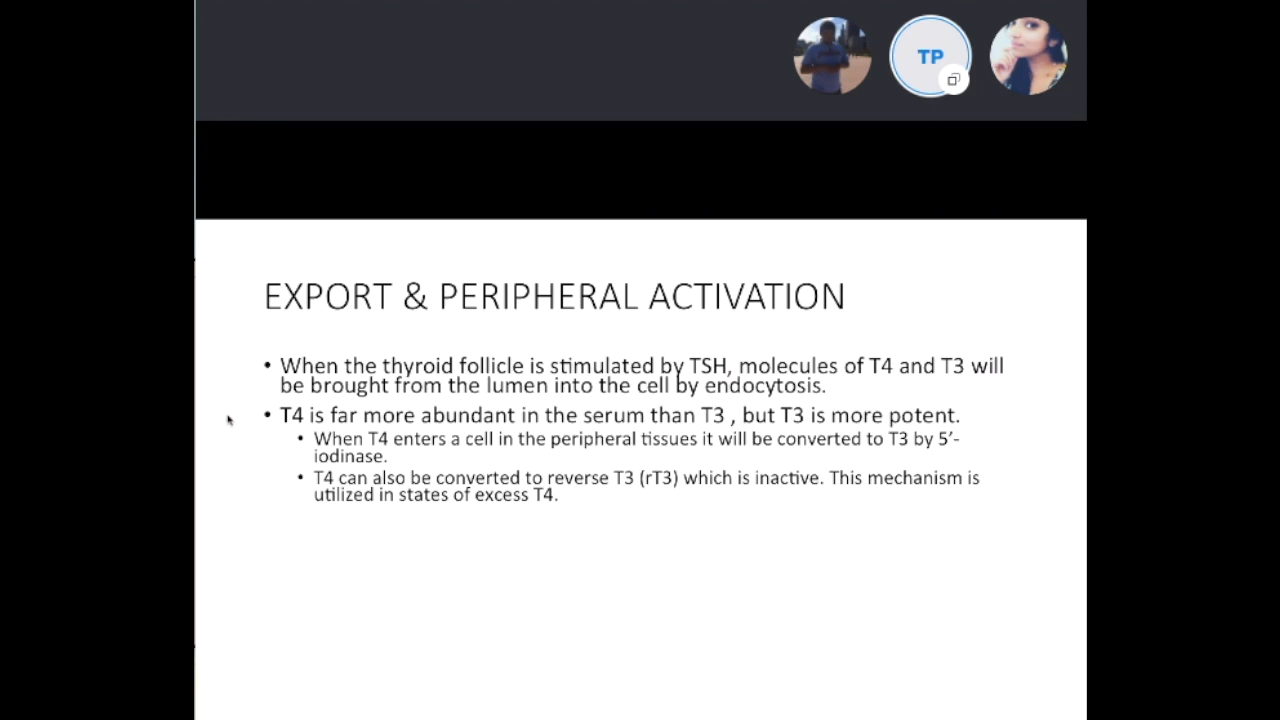 TP
EXPORT & PERIPHERAL ACTIVATION
• When the thyroid follicle is stimulated by TSH, molecules of T4 and T3 will
be brought from the lumen into the cell by endocytosis.
• T4 is far more abundant in the serum than T3 , but T3 is more potent.
• When T4 enters a cell in the peripheral tissues it will be converted to T3 by 5’-
iodinase.
• T4 can also be converted to reverse T3 (rT3) which is inactive. This mechanism is
utilized in states of excess T4.